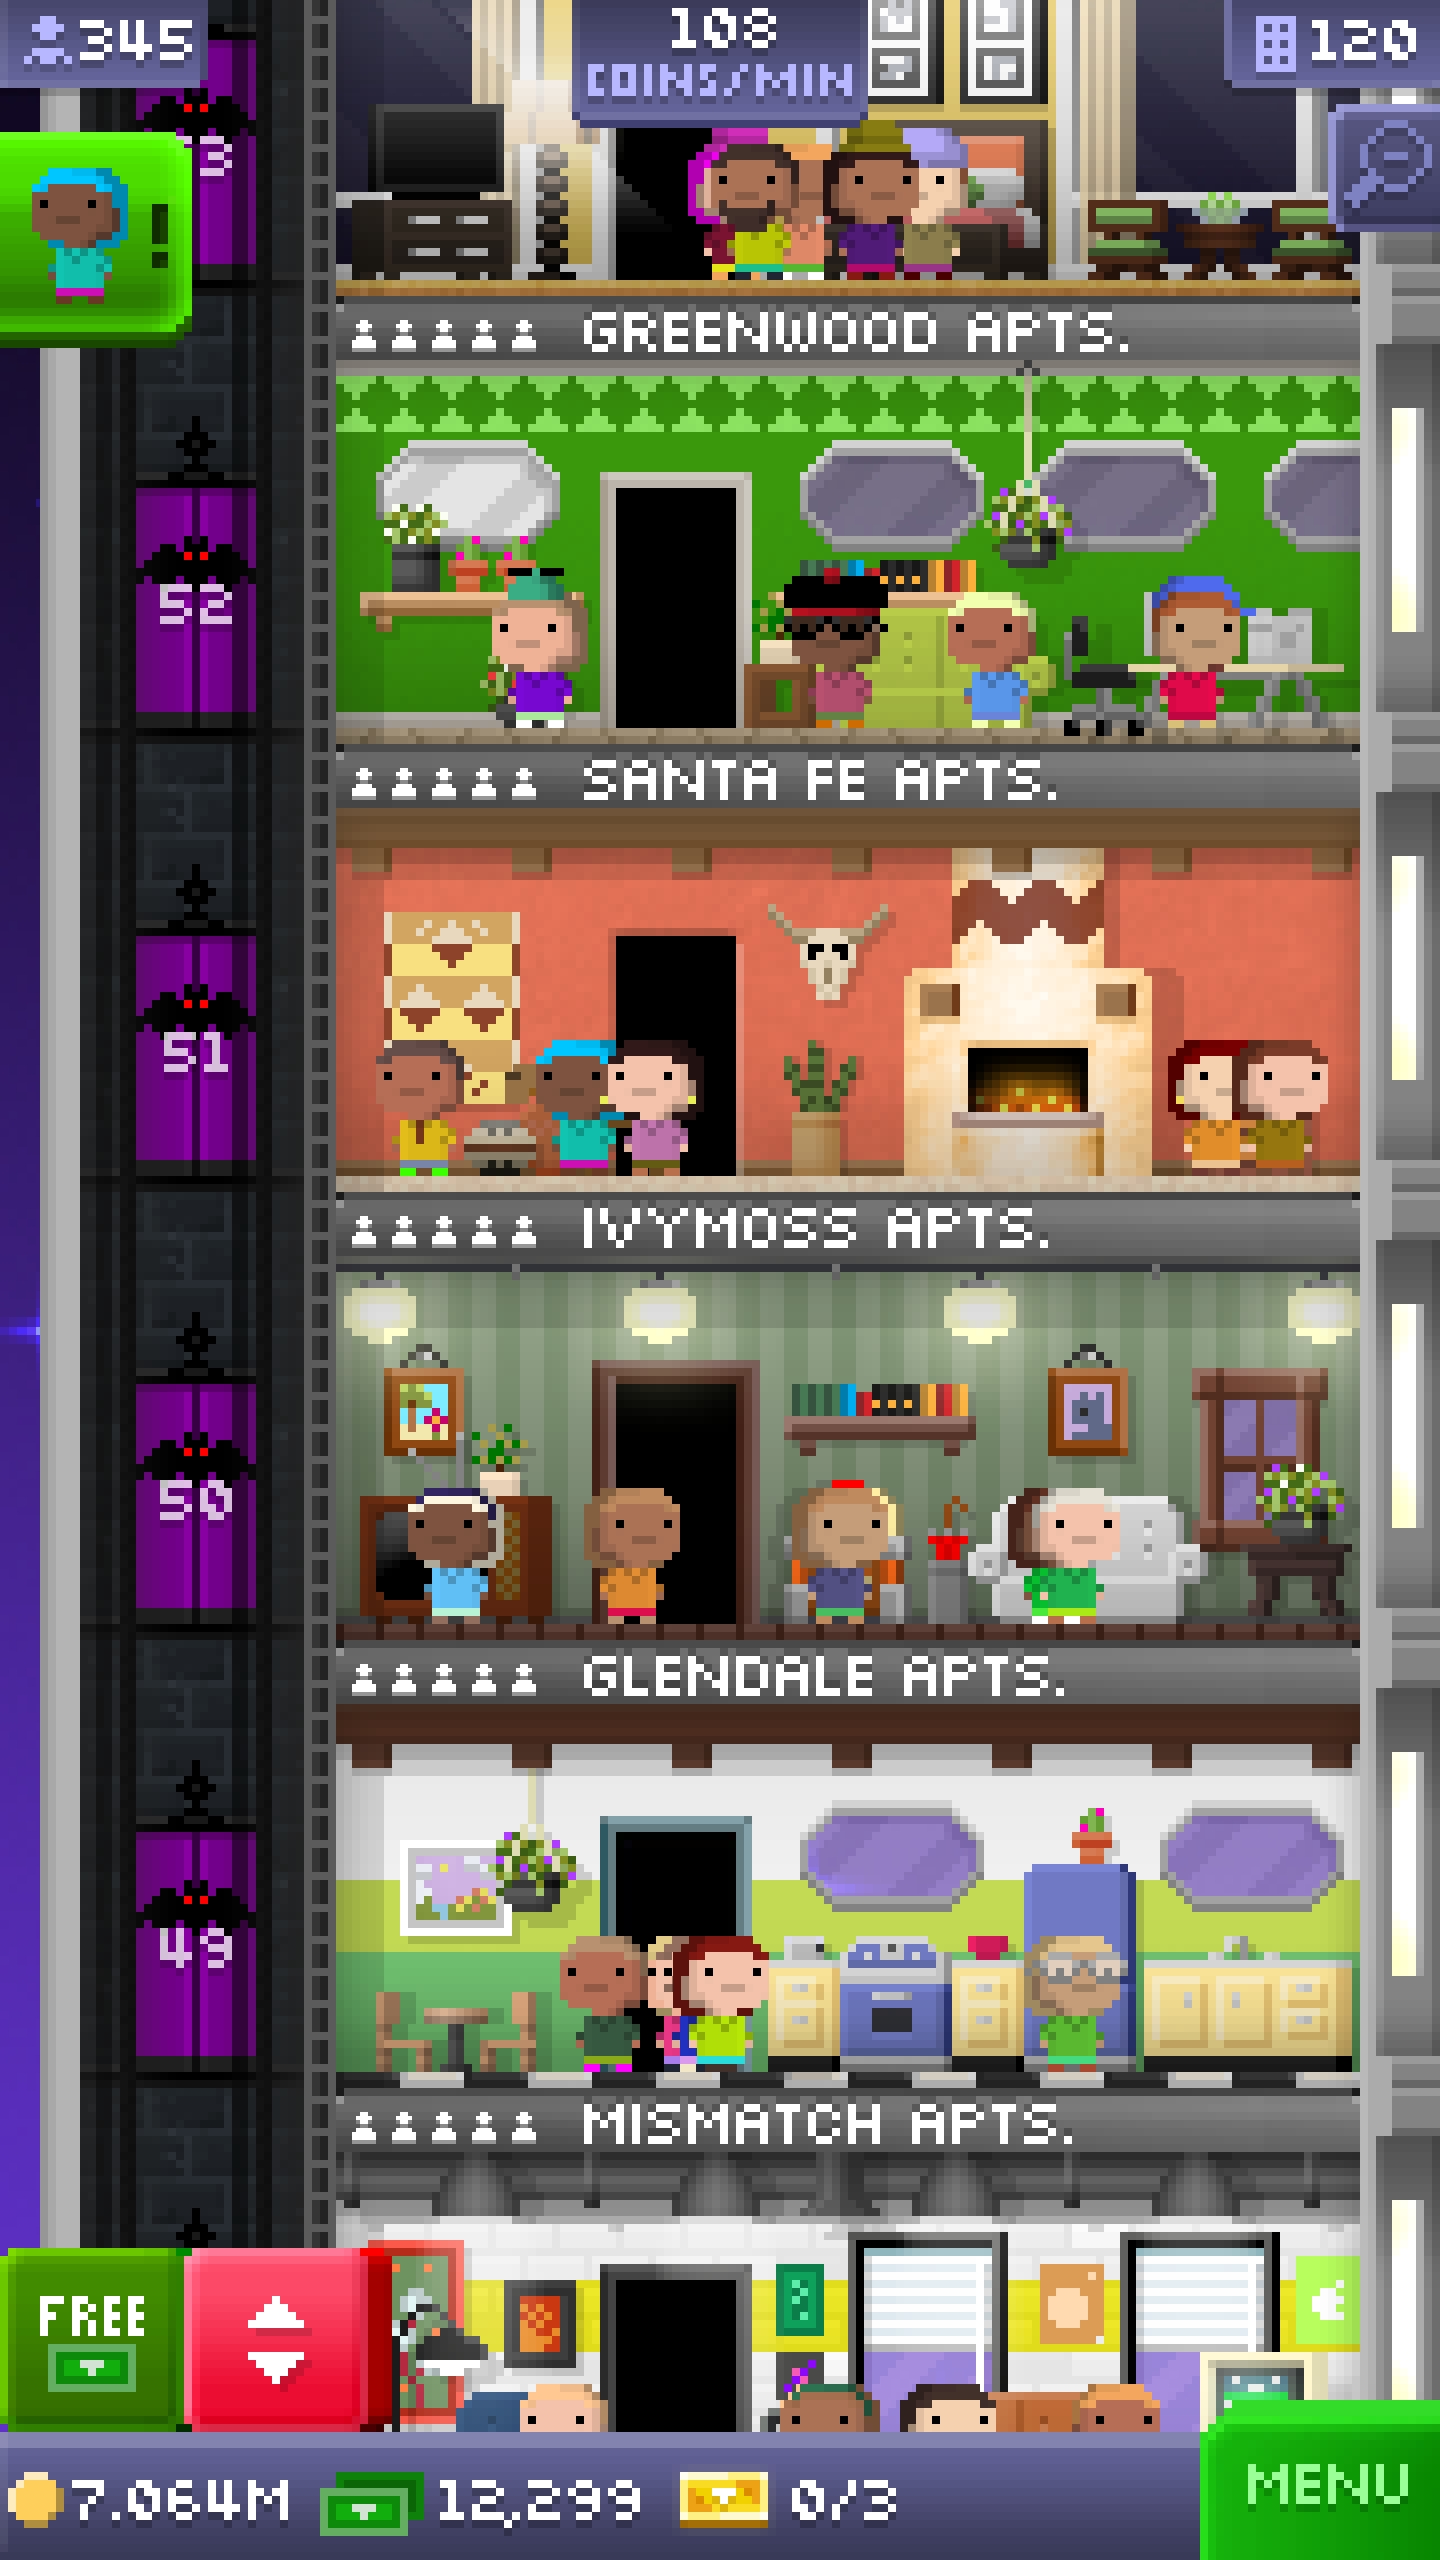 345
108
COINS/MIN
120
3
!
GREENWOOD APTS.
52
SANTA FE APTS.
51
IVYMOSS APTS.
50
GLENDALE APTS.
49
MISMATCH APTS.
FREE
7.064M
12,299
0/3
MENU